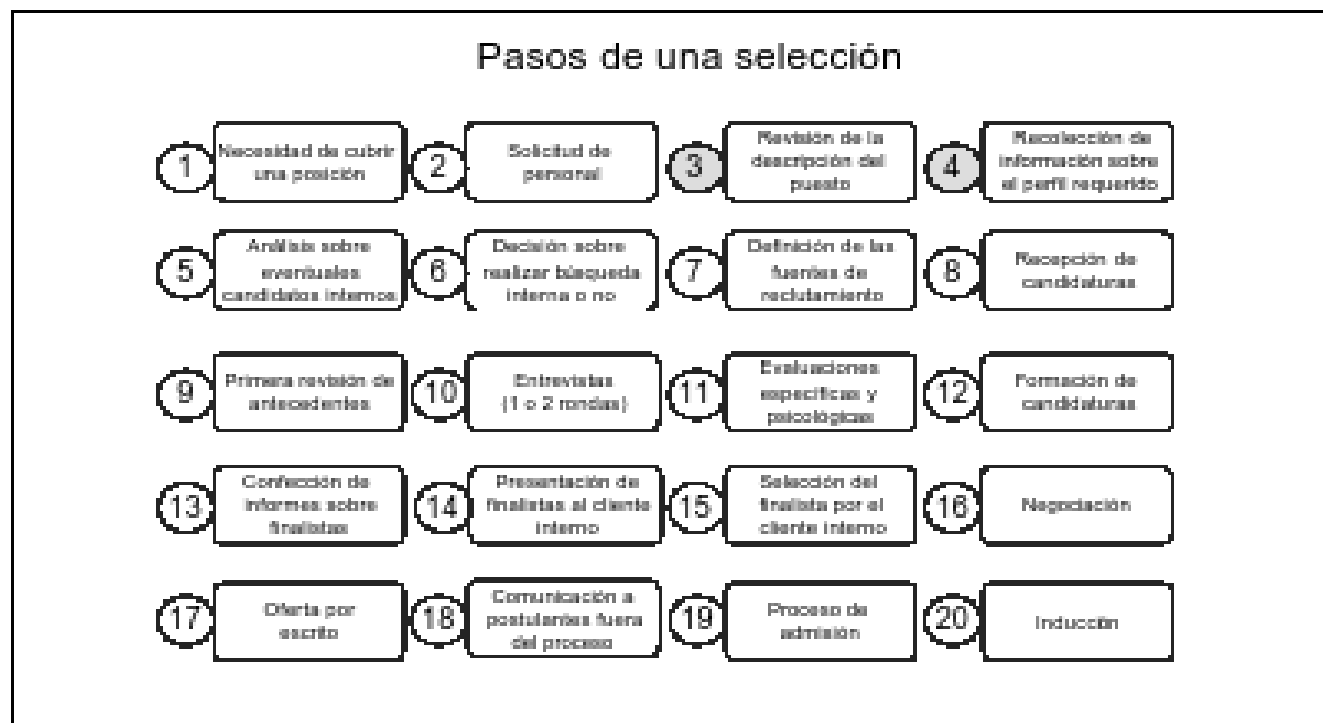 Pasos de una selección
1
Necesidad de cubrir
una posición
2
Solicitud de
personal
3
Revisión de la
descripción del
puesto
4
Recolección de
información sobre
el perfil requerido
5
Análisis sobre
eventuales
candidatos internos
6
Decisión sobre
realizar búsqueda
interna o no
7
Definición de las
fuentes de
reclutamiento
8
Recepción de
candidaturas
9
Primera revisión de
antecedentes
10
Entrevistas
(1 o 2 rondas)
11
Evaluaciones
específicas y
psicológicas
12
Formación de
candidaturas
13
Confección de
informes sobre
finalistas
14
Presentación de
finalistas al cliente
interno
15
Selección del
finalista por el
cliente interno
16
Negociación
17
Oferta por
escrito
18
Comunicación a
postulantes fuera
del proceso
19
Proceso de
admisión
20
Inducción